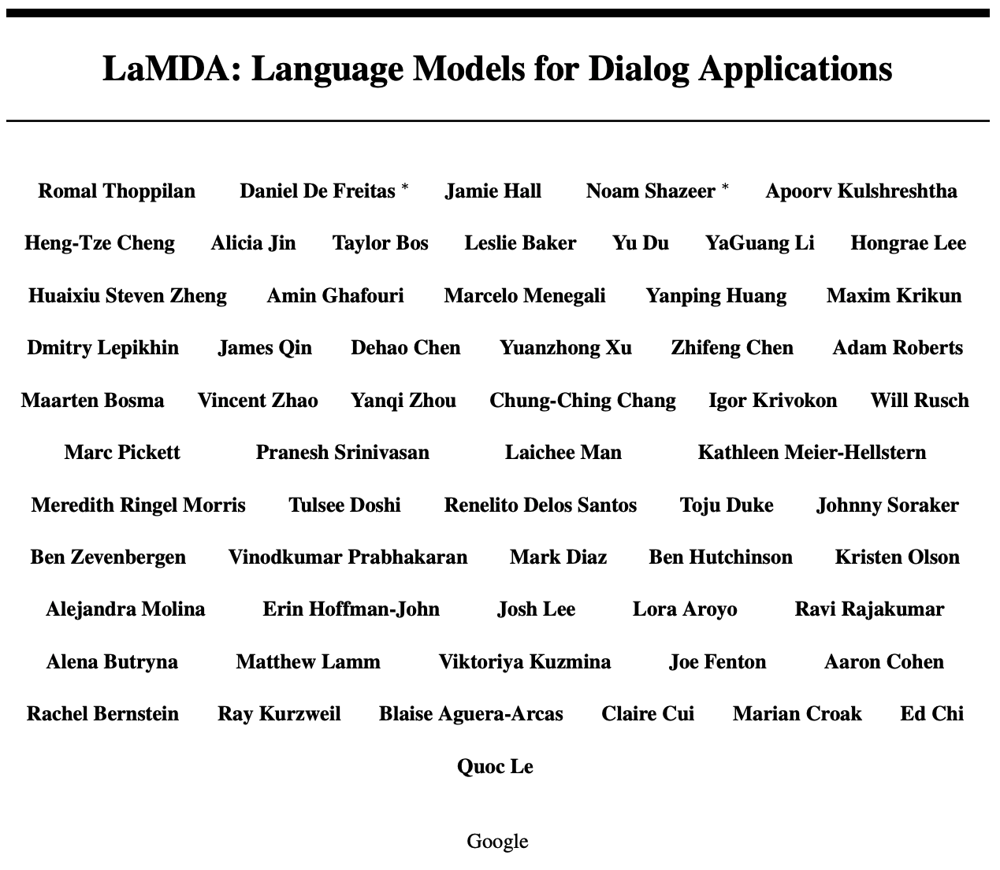 LaMDA: Language Models for Dialog Applications
Romal Thoppilan Daniel De Freitas * Jamie Hall Noam Shazeer * Apoorv Kulshreshtha
Heng-Tze Cheng Alicia Jin Taylor Bos Leslie Baker Yu Du YaGuang Li Hongrae Lee
Huaixiu Steven Zheng Amin Ghafouri Marcelo Menegali Yanping Huang Maxim Krikun
Dmitry Lepikhin James Qin Dehao Chen Yuanzhong Xu Zhifeng Chen Adam Roberts
Maarten Bosma Vincent Zhao Yanqi Zhou Chung-Ching Chang Igor Krivokon Will Rusch
Marc Pickett Pranesh Srinivasan Laichee Man Kathleen Meier-Hellstern
Meredith Ringel Morris Tulsee Doshi Renelito Delos Santos Toju Duke Johnny Soraker
Ben Zevenbergen Vinodkumar Prabhakaran Mark Diaz Ben Hutchinson Kristen Olson
Alejandra Molina Erin Hoffman-John Josh Lee Lora Aroyo Ravi Rajakumar
Alena Butryna Matthew Lamm Viktoriya Kuzmina Joe Fenton Aaron Cohen
Rachel Bernstein Ray Kurzweil Blaise Aguera-Arcas Claire Cui Marian Croak Ed Chi
Quoc Le
Google